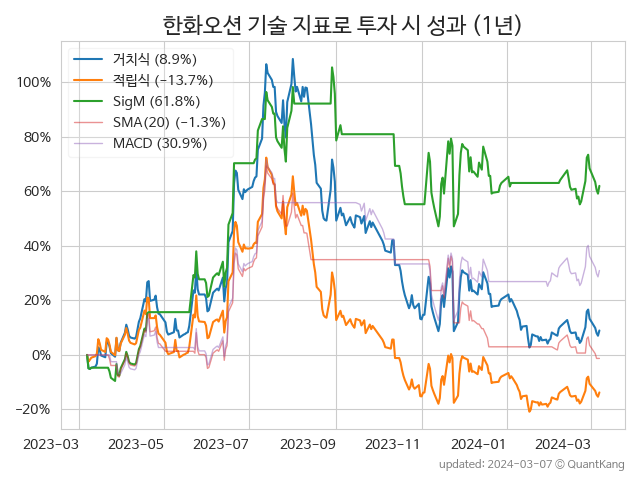 한화오션 기술 지표로 투자 시 성과 (1년)
거치식 (8.9%)
적립식 (−13.7%)
SigM (61.8%)
SMA(20) (−1.3%)
MACD (30.9%)
100%
80%
60%
40%
20%
0%
−20%
2023-03 2023-05 2023-07 2023-09 2023-11 2024-01 2024-03
updated: 2024-03-07 © QuantKang